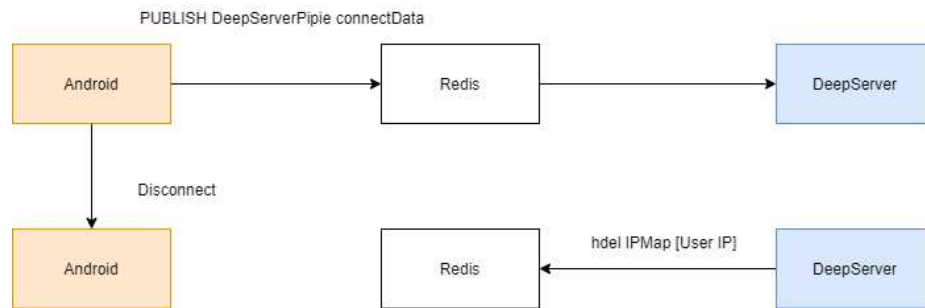 PUBLISH DeepServerPipie connectData
Android
Redis
DeepServer
Disconnect
hdel IPMap [User IP]
Android
Redis
DeepServer